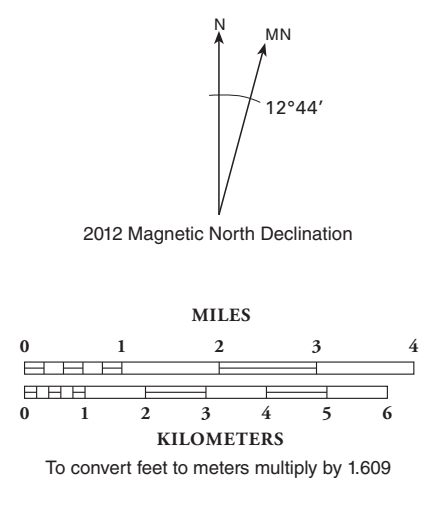 N
MN
12°44′
2012 Magnetic North Declination
MILES
0 1 2 3 4
0 1 2 3 4 5 6
KILOMETERS
To convert feet to meters multiply by 1.609